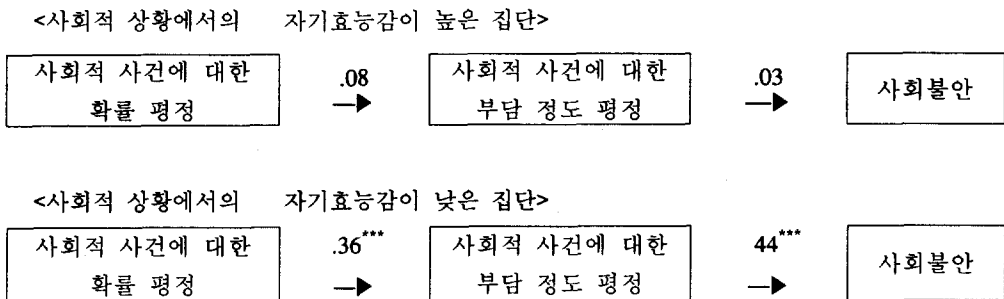 <사회적 상황에서의 자기효능감이 높은 집단>
사회적 사건에 대한
확률 평정
.08
사회적 사건에 대한
부담 정도 평정
.03
사회불안
<사회적 상황에서의 자기효능감이 낮은 집단>
사회적 사건에 대한
확률 평정
.36***
사회적 사건에 대한
부담 정도 평정
44***
사회불안